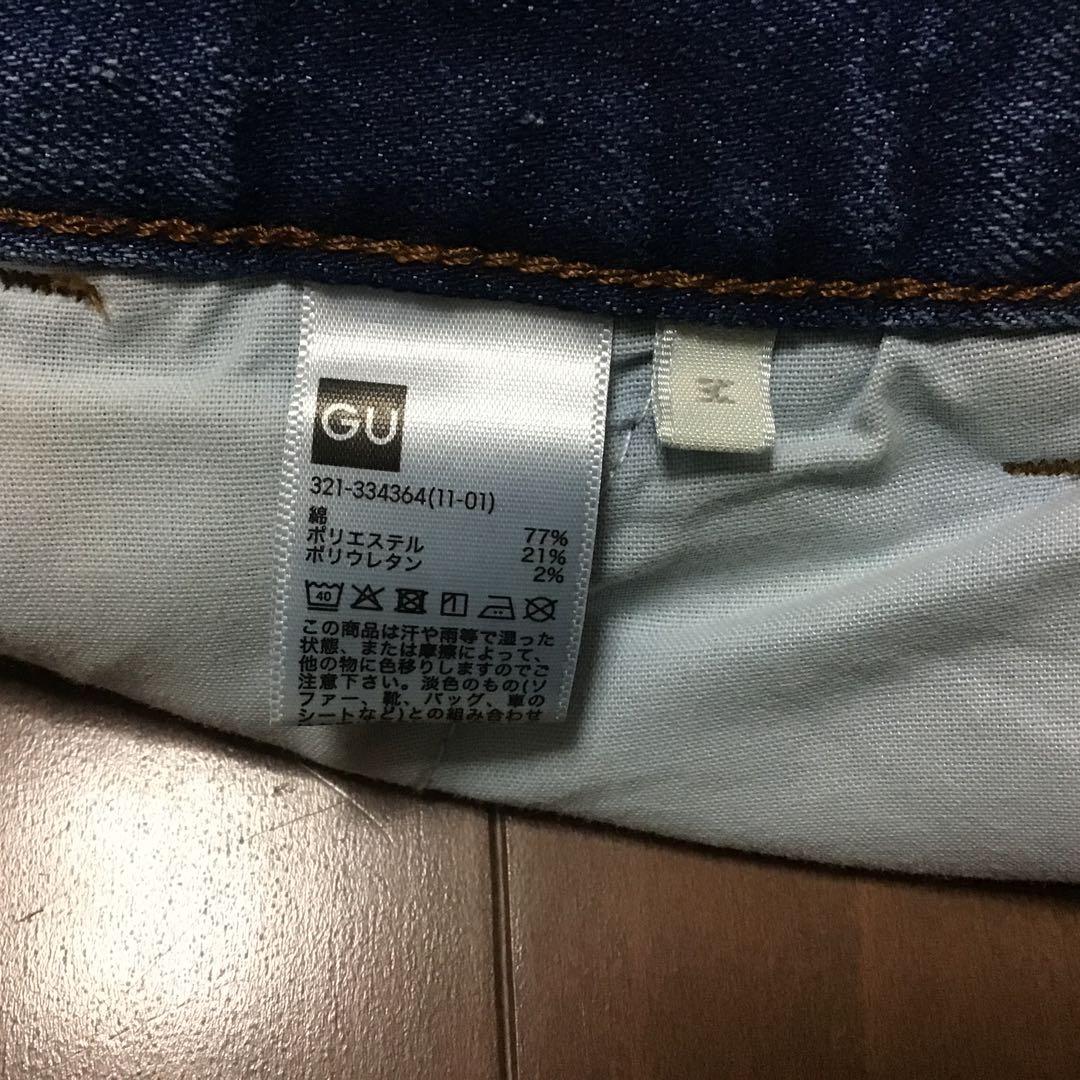 GU
321-334364(11-01)
綿 77%
ポリエステル 21%
ポリウレタン 2%
40
この商品は汗や雨等で湿った
状態、または摩擦によって、
他の物に色移りしますのでご
注意下さい。淡色のもの(ソ
ファー、靴、バッグ、車の
シートなど)との組み合わせ